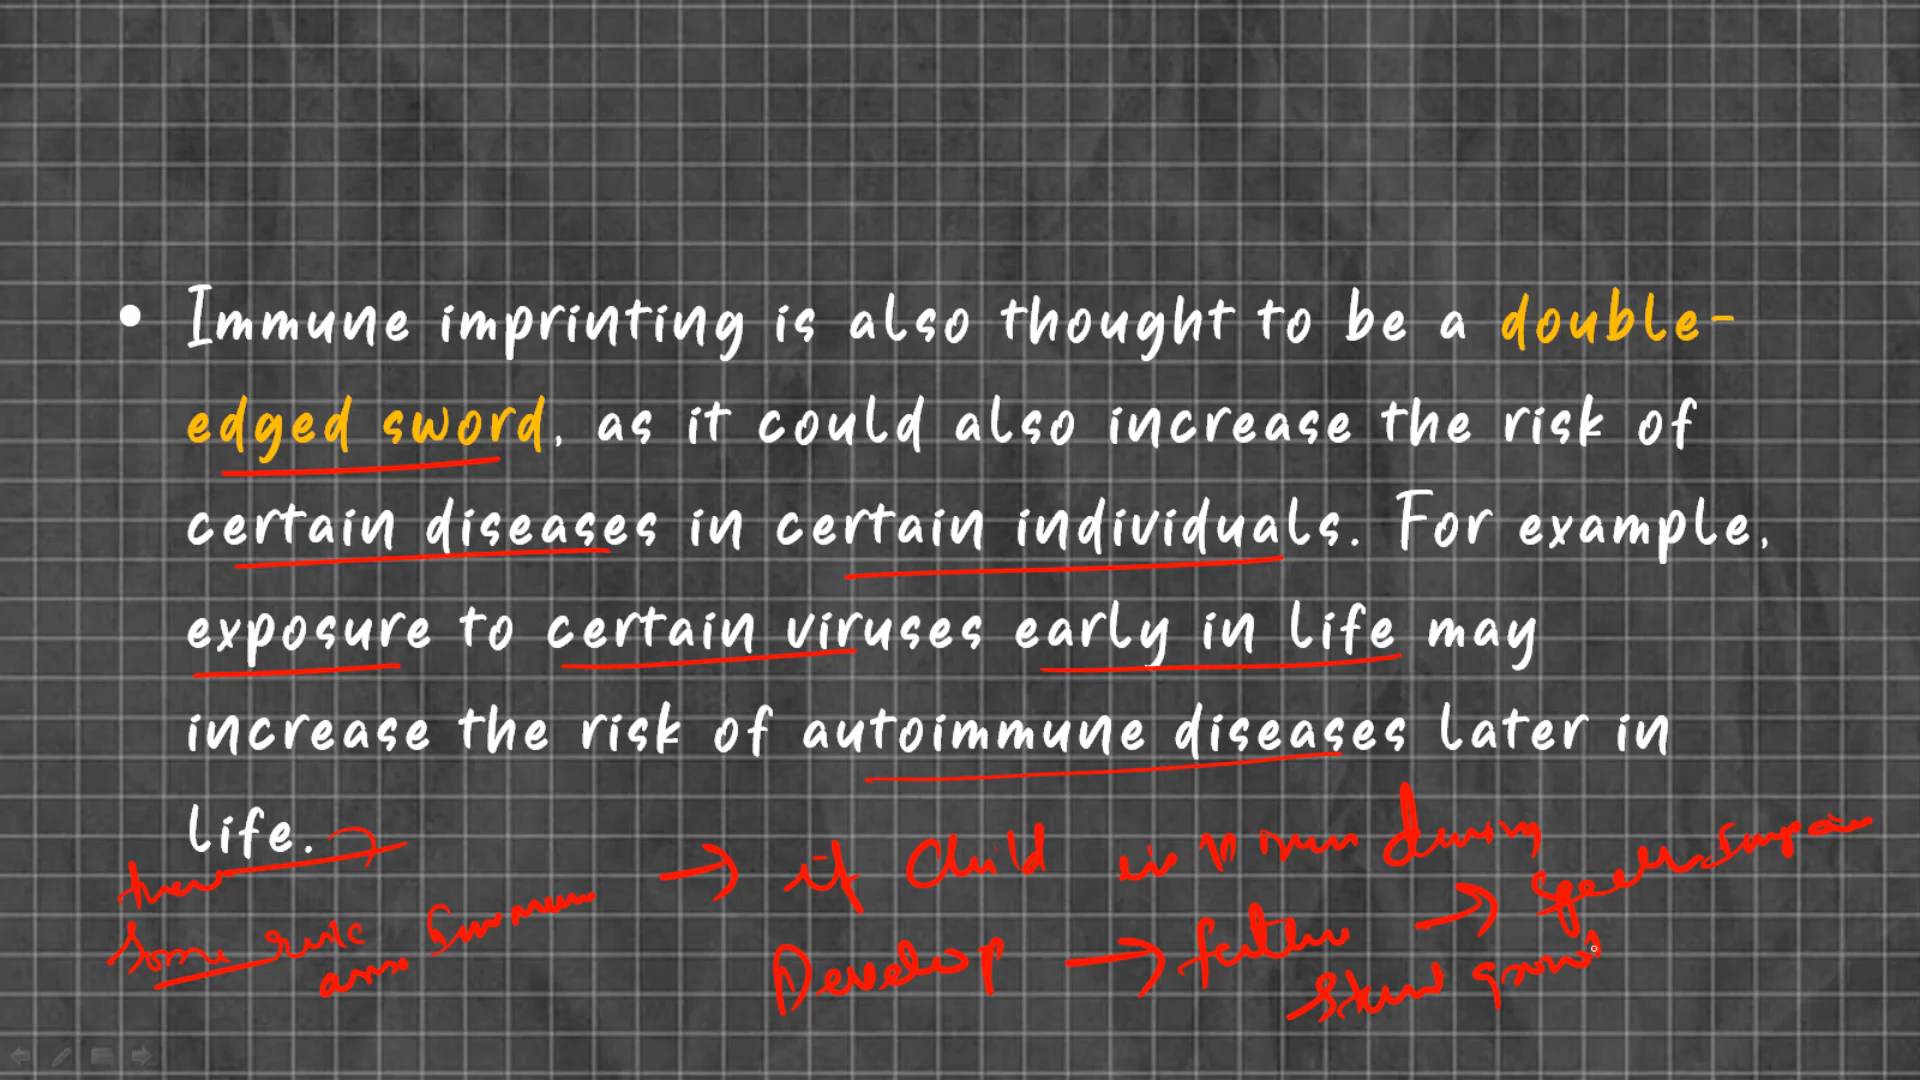 • Immune imprinting is also thought to be a double-
edged sword, as it could also increase the risk of
certain diseases in certain individuals. For example,
exposure to certain viruses early in life may
increase the risk of autoimmune diseases later in
life.
if Child during
Some
Develop